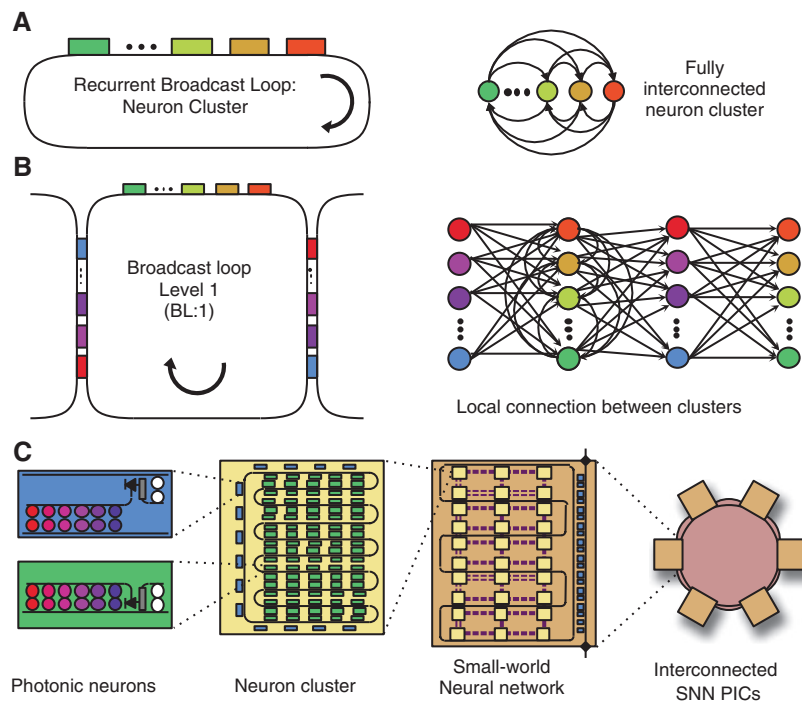 A
Recurrent Broadcast Loop:
Neuron Cluster
Fully
interconnected
neuron cluster
B
Broadcast loop
Level 1
(BL:1)
Local connection between clusters
C
Photonic neurons
Neuron cluster
Small-world
Neural network
Interconnected
SNN PICs